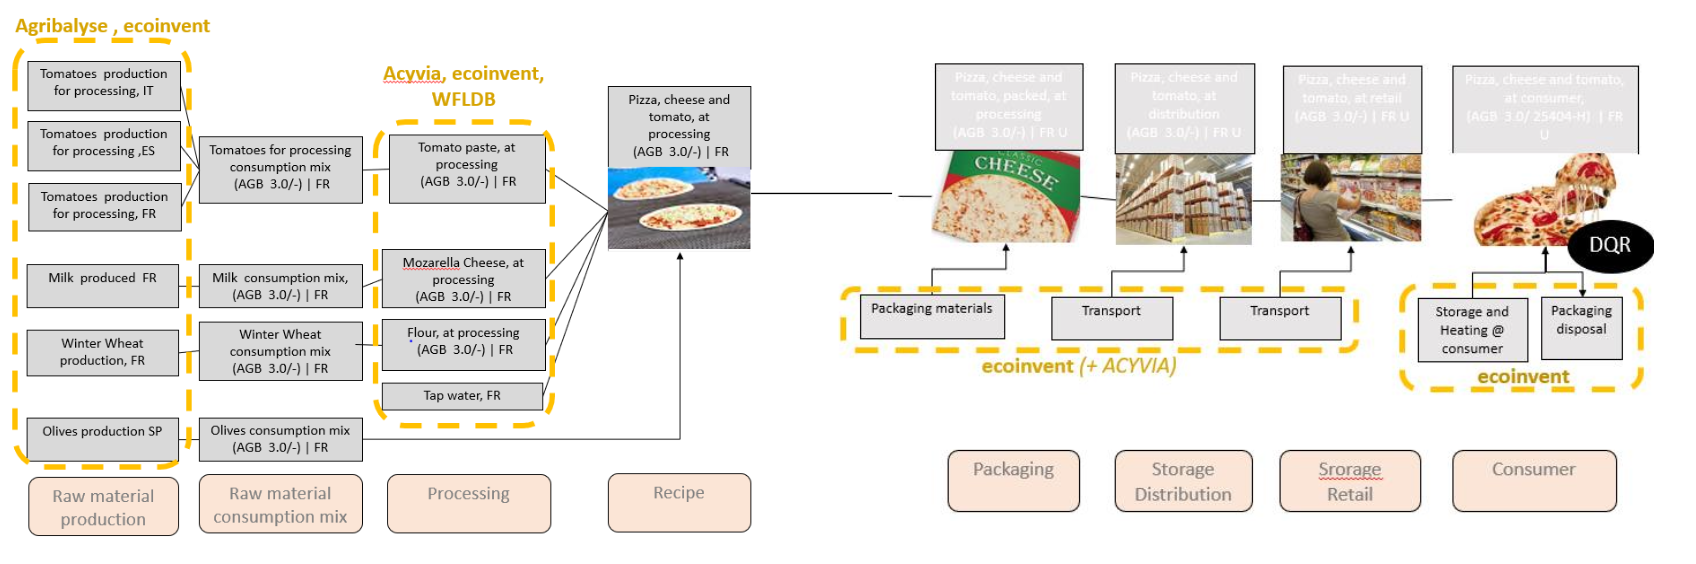 Agribalyse , ecoinvent
Tomatoes production
for processing, IT
Tomatoes production
for processing ,ES
Tomatoes production
for processing, FR
Milk produced FR
Winter Wheat
production, FR
Olives production SP
Raw material
production
Tomatoes for processing
consumption mix
(AGB 3.0/-) | FR
Milk consumption mix,
(AGB 3.0/-) | FR
Winter Wheat
consumption mix
(AGB 3.0/-) | FR
Olives consumption mix
(AGB 3.0/-) | FR
Raw material
consumption mix
Acyvia, ecoinvent,
WFLDB
Tomato paste, at
processing
(AGB 3.0/-) | FR
Mozarella Cheese, at
processing
(AGB 3.0/-) | FR
Flour, at processing
(AGB 3.0/-) | FR
Tap water, FR
Processing
Pizza, cheese and
tomato, at
processing
(AGB 3.0/-) | FR
Recipe
Pizza, cheese and
tomato, packed, at
processing
(AGB 3.0/-) | FR U
CLASSIC
CHEESE
Packaging materials
Packaging
Pizza, cheese and
tomato, at
distribution
(AGB 3.0/-) | FR U
Transport
Storage
Distribution
Pizza, cheese and
tomato, at retail
(AGB 3.0/-) | FR U
Transport
Srorage
Retail
ecoinvent (+ ACYVIA)
Pizza, cheese and tomato,
at consumer,
(AGB 3.0/ 25404-H) | FR
U
DQR
Storage and
Heating @
consumer
Packaging
disposal
ecoinvent
Consumer